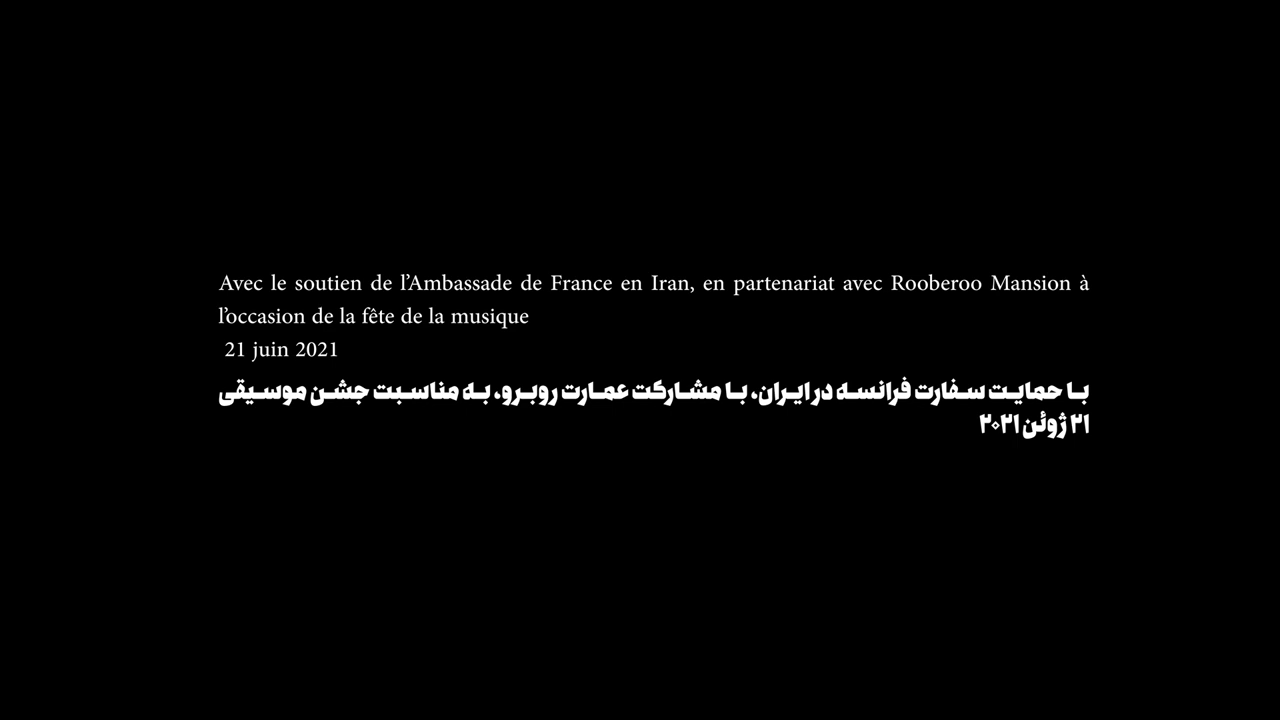 Avec le soutien de l’Ambassade de France en Iran, en partenariat avec Rooberoo Mansion à
l’occasion de la fête de la musique
21 juin 2021
با حمایت سفارت فرانسه در ایران، با مشارکت عمارت روبرو، به مناسبت جشن موسیقی
۲۱ ژوئن ۲۰۲۱